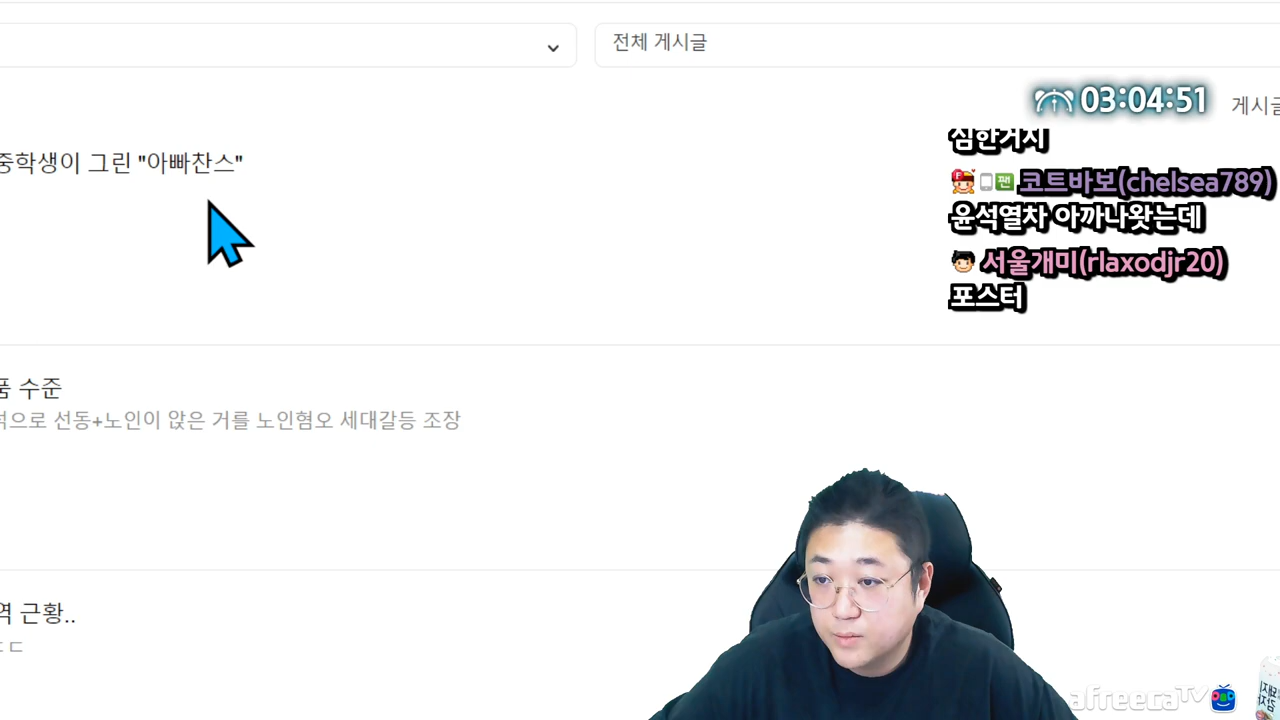 전체 게시글
03:04:51
게시글
심한거지
중학생이 그린 "아빠찬스"
코트바보(chelsea789)
윤석열차 아까나왓는데
서울개미(rlaxodjr20)
포스터
품 수준
적으로 선동+노인이 앉은 거를 노인혐오 세대갈등 조장
역 근황..
ㄷㄷ
afreecaTV